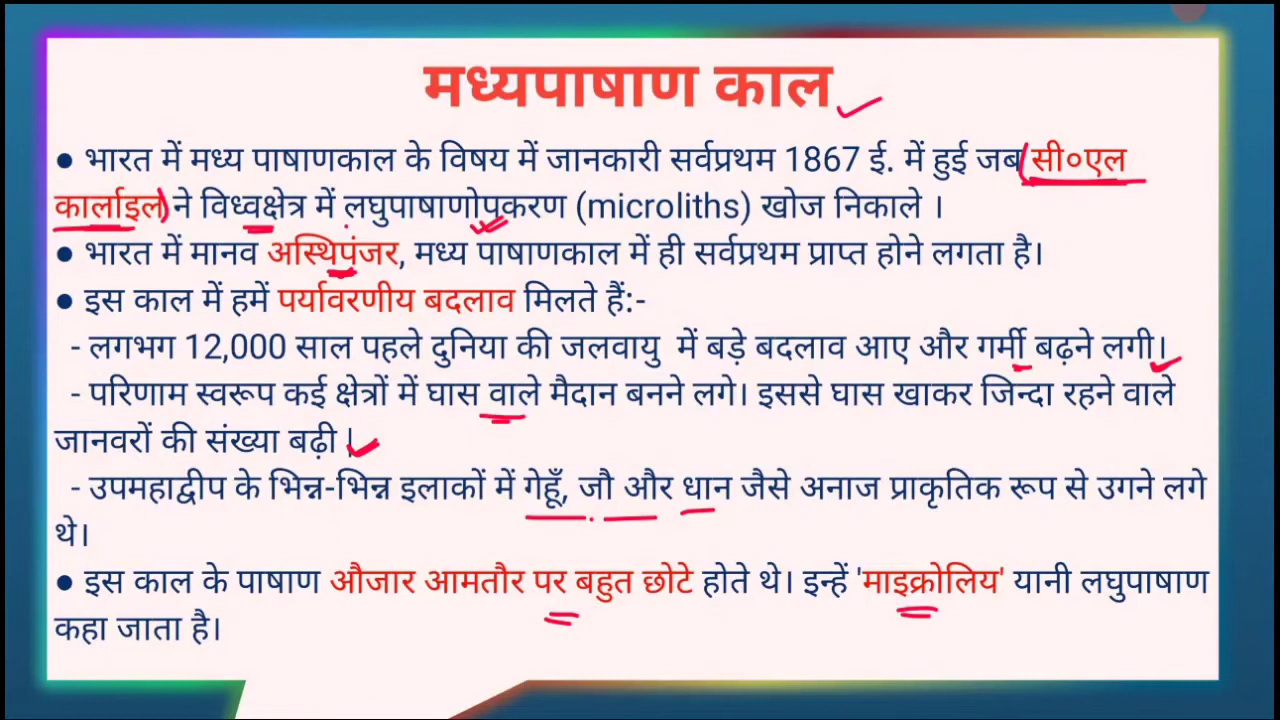 मध्यपाषाण काल
● भारत में मध्य पाषाणकाल के विषय में जानकारी सर्वप्रथम 1867 ई. में हुई जब सी०एल
कार्लाइल ने विध्वक्षेत्र में लघुपाषाणोपकरण (microliths) खोज निकाले ।
● भारत में मानव अस्थिपंजर, मध्य पाषाणकाल में ही सर्वप्रथम प्राप्त होने लगता है।
● इस काल में हमें पर्यावरणीय बदलाव मिलते हैं:-
- लगभग 12,000 साल पहले दुनिया की जलवायु में बड़े बदलाव आए और गर्मी बढ़ने लगी।
- परिणाम स्वरूप कई क्षेत्रों में घास वाले मैदान बनने लगे। इससे घास खाकर जिन्दा रहने वाले
जानवरों की संख्या बढ़ी |
- उपमहाद्वीप के भिन्न-भिन्न इलाकों में गेहूँ, जौ और धान जैसे अनाज प्राकृतिक रूप से उगने लगे
थे।
● इस काल के पाषाण औजार आमतौर पर बहुत छोटे होते थे। इन्हें 'माइक्रोलिय' यानी लघुपाषाण
कहा जाता है।